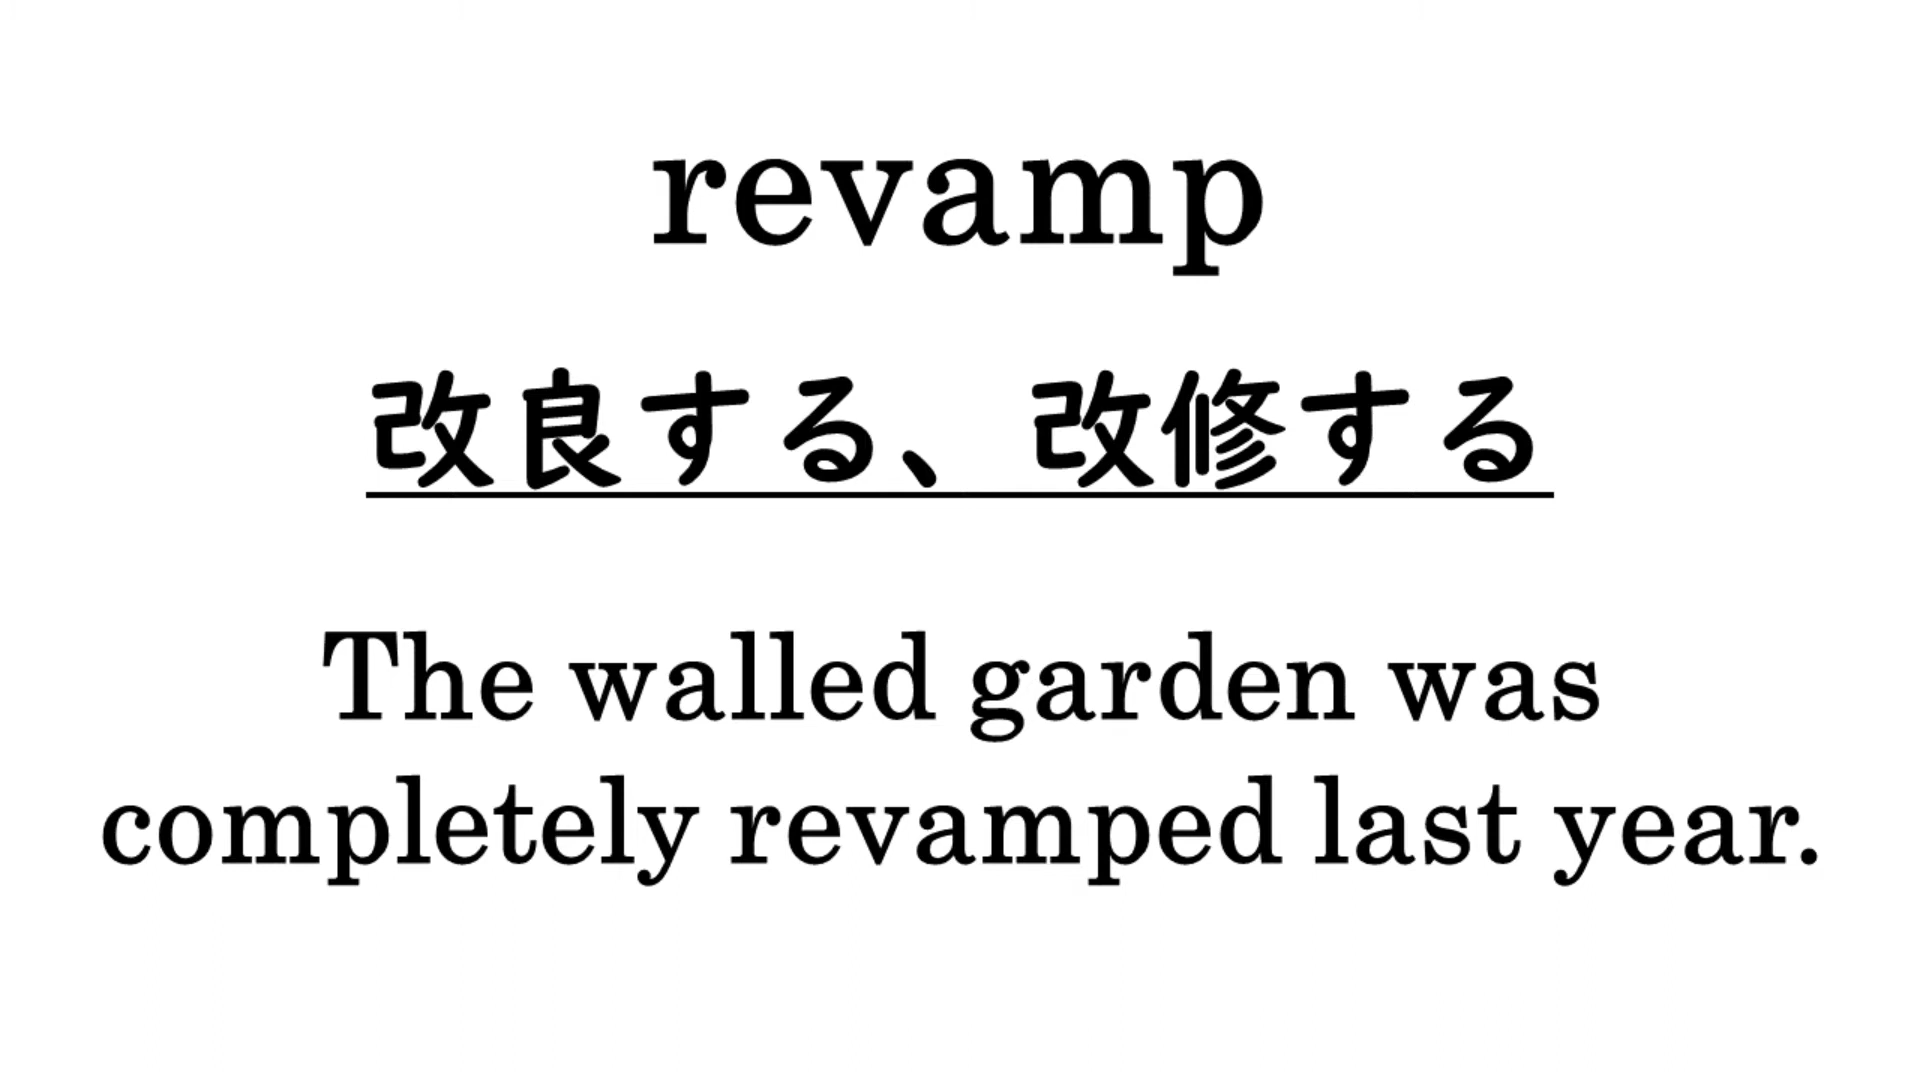 revamp
改良する、改修する
The walled garden was
completely revamped last year.